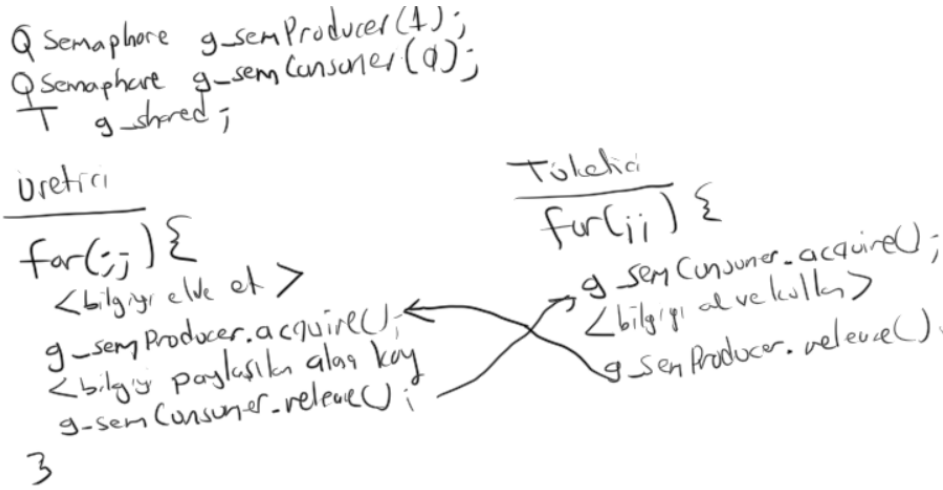 QSemaphore g_semProducer(1);
QSemaphore g_semConsumer(0);
T g_shared;
Üretici
for(;;) {
<bilgiyi elde et>
g_semProducer.acquire();
<bilgiyi paylaşılan alana koy
g_semConsumer.release();
}
Tüketici
for(;;) {
g_semConsumer.acquire();
<bilgiyi al ve kullan>
g_semProducer.release();